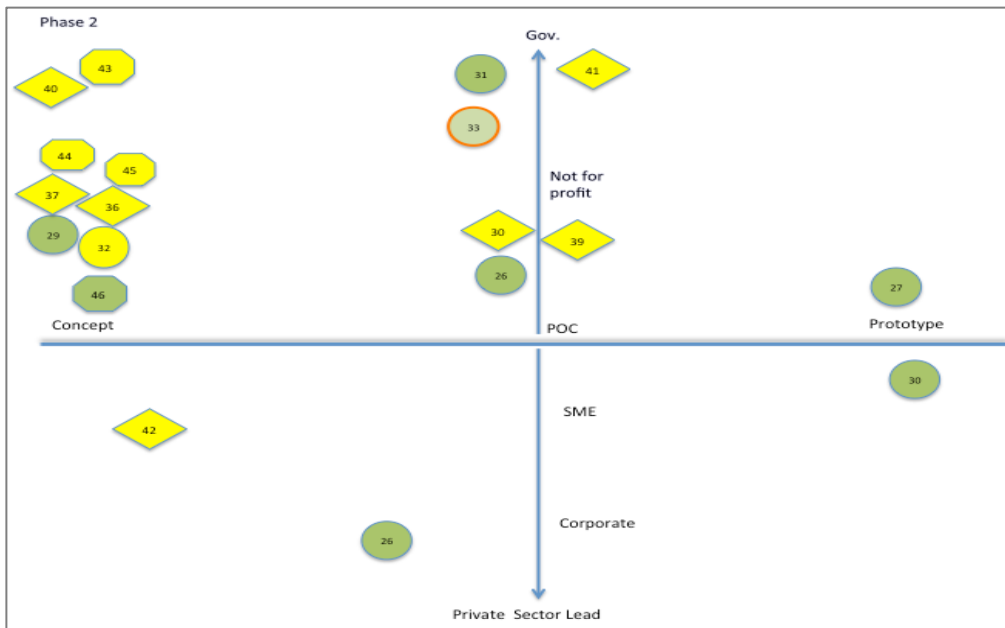 Phase 2
Gov.
43
31
41
40
33
44
45
Not for
profit
37
36
30
29
39
32
26
27
46
Concept
Prototype
POC
30
SME
42
Corporate
26
Private Sector Lead